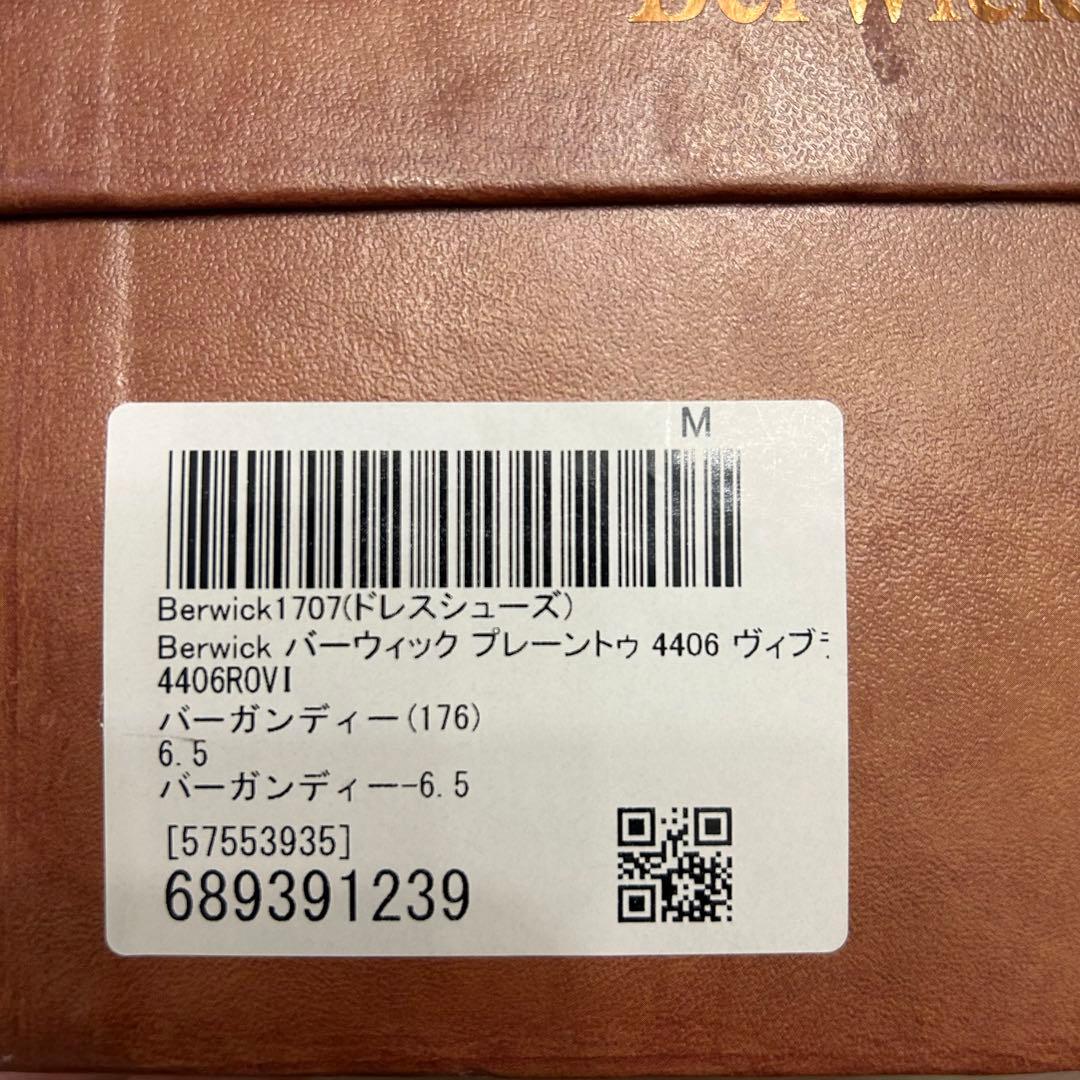 Berwick
M
Berwick1707(ドレスシューズ)
Berwick バーウィック プレーントゥ 4406 ヴィブラ
4406ROVI
バーガンディー(176)
6.5
バーガンディー-6.5
[57553935]
689391239